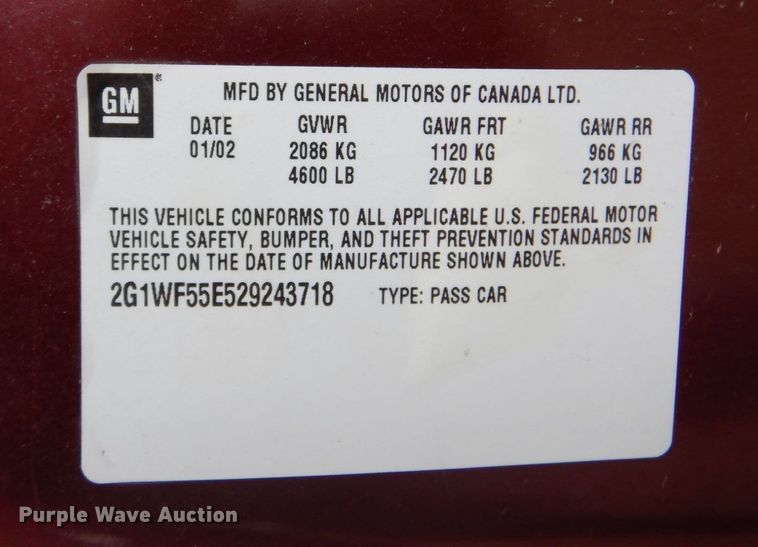 GM ®
MFD BY GENERAL MOTORS OF CANADA LTD.
DATE GVWR GAWR FRT GAWR RR
01/02 2086 KG 1120 KG 966 KG
4600 LB 2470 LB 2130 LB
THIS VEHICLE CONFORMS TO ALL APPLICABLE U.S. FEDERAL MOTOR
VEHICLE SAFETY, BUMPER, AND THEFT PREVENTION STANDARDS IN
EFFECT ON THE DATE OF MANUFACTURE SHOWN ABOVE.
2G1WF55E529243718 TYPE: PASS CAR
Purple Wave Auction